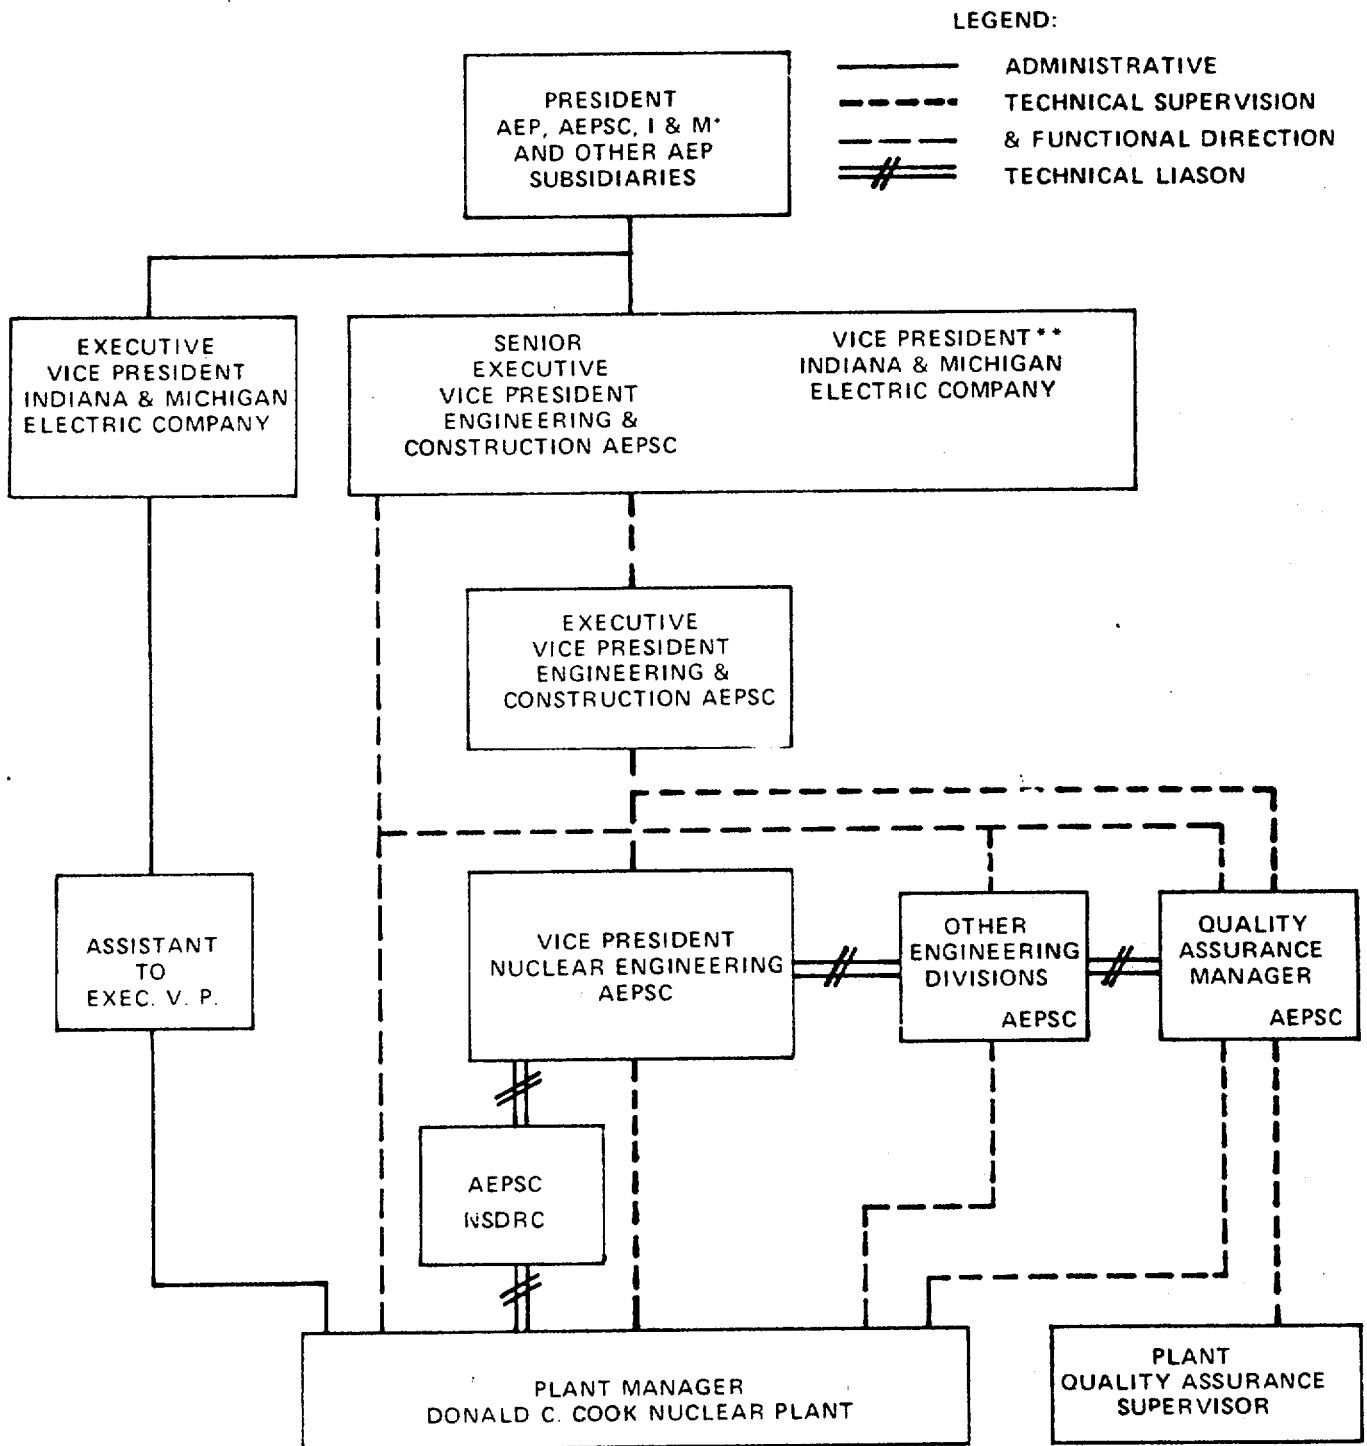 LEGEND:
ADMINISTRATIVE
TECHNICAL SUPERVISION
& FUNCTIONAL DIRECTION
TECHNICAL LIASON
PRESIDENT
AEP, AEPSC, I & M*
AND OTHER AEP
SUBSIDIARIES
EXECUTIVE
VICE PRESIDENT
INDIANA & MICHIGAN
ELECTRIC COMPANY
SENIOR
EXECUTIVE
VICE PRESIDENT
ENGINEERING &
CONSTRUCTION AEPSC
VICE PRESIDENT**
INDIANA & MICHIGAN
ELECTRIC COMPANY
EXECUTIVE
VICE PRESIDENT
ENGINEERING &
CONSTRUCTION AEPSC
ASSISTANT
TO
EXEC. V. P.
VICE PRESIDENT
NUCLEAR ENGINEERING
AEPSC
OTHER
ENGINEERING
DIVISIONS
AEPSC
QUALITY
ASSURANCE
MANAGER
AEPSC
AEPSC
NSDRC
PLANT MANAGER
DONALD C. COOK NUCLEAR PLANT
PLANT
QUALITY ASSURANCE
SUPERVISOR